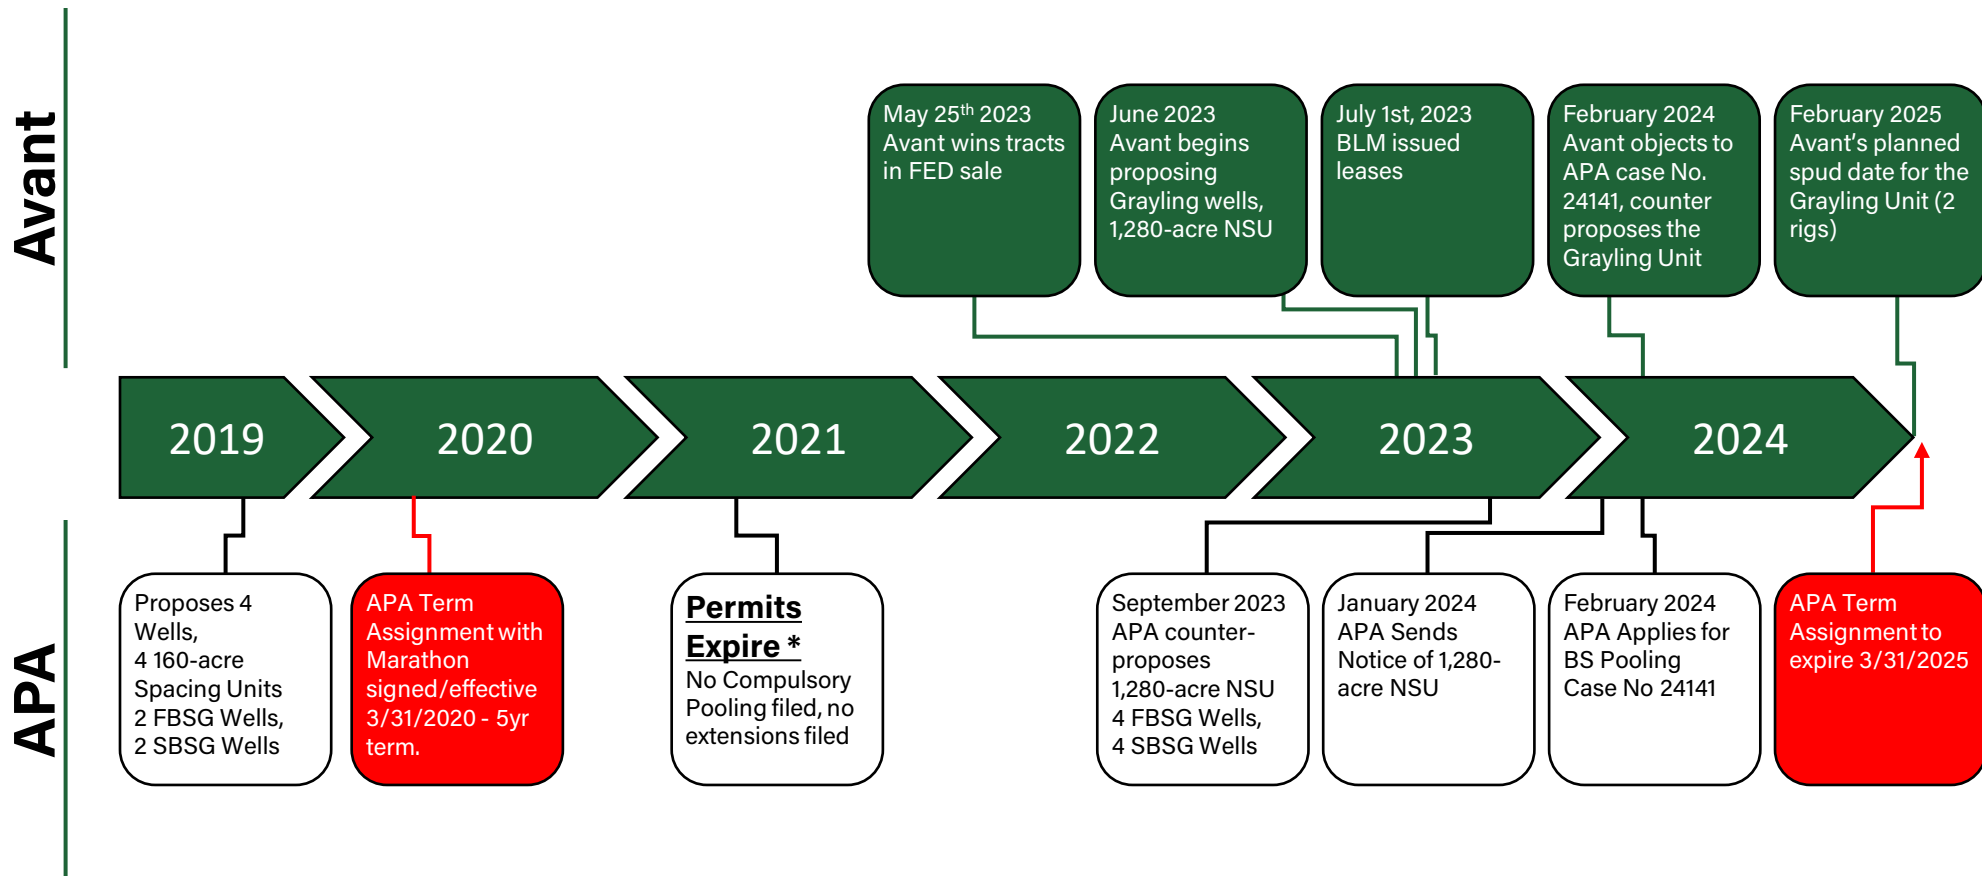 Avant
May 25th 2023
Avant wins tracts
in FED sale
June 2023
Avant begins
proposing
Grayling wells,
1,280-acre NSU
July 1st, 2023
BLM issued
leases
February 2024
Avant objects to
APA case No.
24141, counter
proposes the
Grayling Unit
February 2025
Avant’s planned
spud date for the
Grayling Unit (2
rigs)
2019
2020
2021
2022
2023
2024
APA
Proposes 4
Wells,
4 160-acre
Spacing Units
2 FBSG Wells,
2 SBSG Wells
APA Term
Assignment with
Marathon
signed/effective
3/31/2020 - 5yr
term.
Permits
Expire *
No Compulsory
Pooling filed, no
extensions filed
September 2023
APA counter-
proposes
1,280-acre NSU
4 FBSG Wells,
4 SBSG Wells
January 2024
APA Sends
Notice of 1,280-
acre NSU
February 2024
APA Applies for
BS Pooling
Case No 24141
APA Term
Assignment to
expire 3/31/2025